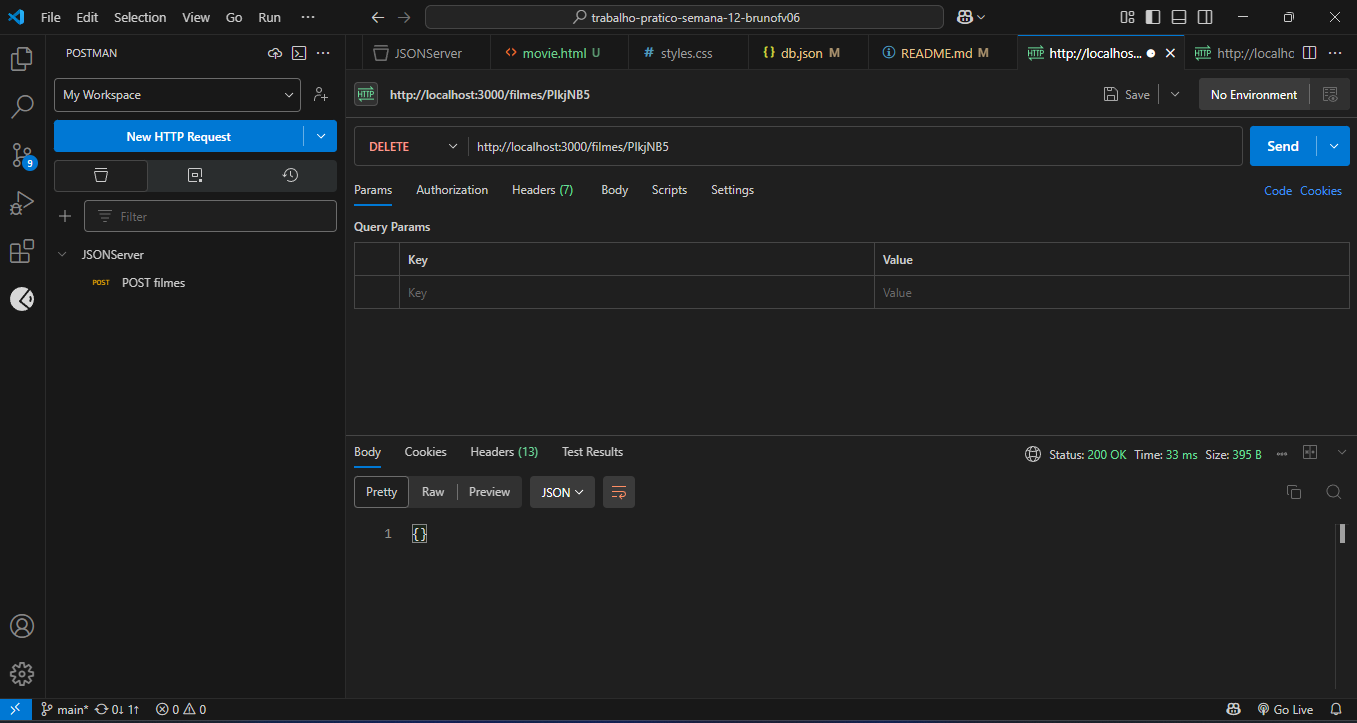 File Edit Selection View Go Run ···
trabalho-pratico-semana-12-brunofv06
POSTMAN
JSONServer
movie.html U
# styles.css
{} db.json M
README.md M
http://localhos...
http://localhc
My Workspace
New HTTP Request
9
Filter
JSONServer
POST POST filmes
HTTP http://localhost:3000/filmes/PlkjNB5
Save
No Environment
DELETE http://localhost:3000/filmes/PlkjNB5
Send
Params Authorization Headers (7) Body Scripts Settings
Code Cookies
Query Params
Key Value
Key Value
Body Cookies Headers (13) Test Results
Status: 200 OK Time: 33 ms Size: 395 B
Pretty Raw Preview JSON
1 {}
main* 0↓ 1↑ 0 0
Go Live